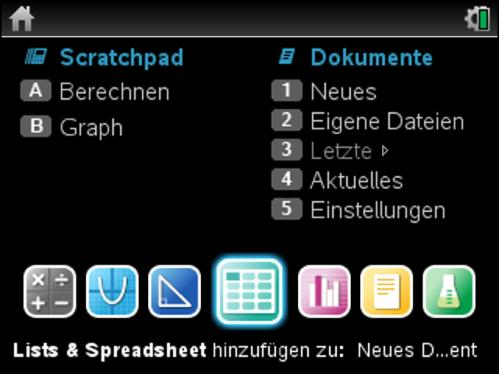 Scratchpad
A Berechnen
B Graph
Dokumente
1 Neues
2 Eigene Dateien
3 Letzte ▹
4 Aktuelles
5 Einstellungen
Lists & Spreadsheet hinzufügen zu: Neues D...ent